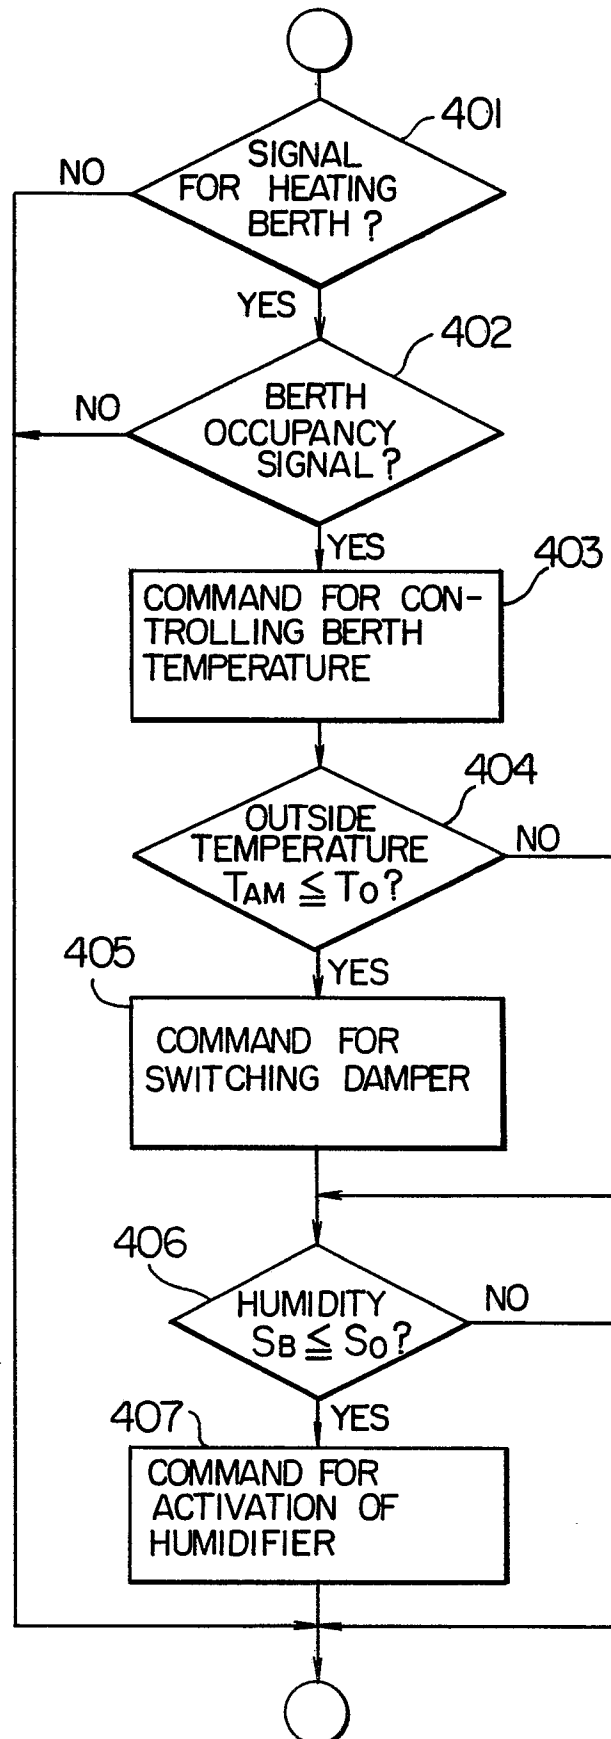 401
SIGNAL
FOR HEATING
BERTH?
NO
YES
402
BERTH
OCCUPANCY
SIGNAL?
NO
YES
403
COMMAND FOR CON-
TROLLING BERTH
TEMPERATURE
404
OUTSIDE
TEMPERATURE
TAM ≦ TO?
NO
YES
405
COMMAND FOR
SWITCHING DAMPER
406
HUMIDITY
SB ≦ SO?
NO
YES
407
COMMAND FOR
ACTIVATION OF
HUMIDIFIER